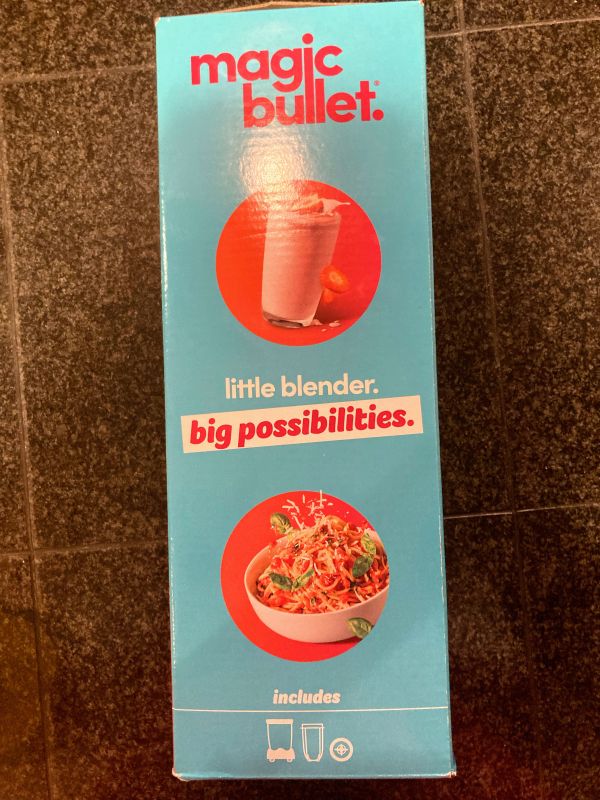 magic
bullet.®
little blender.
big possibilities.
includes